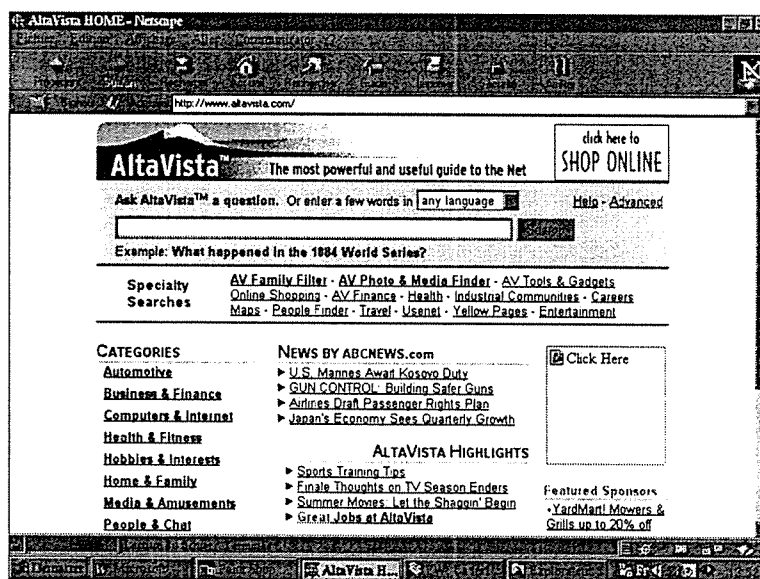 AltaVista HOME - Netscape
http://www.altavista.com/
AltaVista™
The most powerful and useful guide to the Net
click here to
SHOP ONLINE
Ask AltaVista™ a question. Or enter a few words in any language
Help - Advanced
Example: What happened in the 1884 World Series?
Specialty
Searches
AV Family Filter - AV Photo & Media Finder - AV Tools & Gadgets
Online Shopping - AV Finance - Health - Industrial Communities - Careers
Maps - People Finder - Travel - Usenet - Yellow Pages - Entertainment
CATEGORIES
Automotive
Business & Finance
Computers & Internet
Health & Fitness
Hobbies & Interests
Home & Family
Media & Amusements
People & Chat
NEWS BY ABCNEWS.com
U.S. Marines Await Kosovo Duty
GUN CONTROL: Building Safer Guns
Airlines Draft Passenger Rights Plan
Japan's Economy Sees Quarterly Growth
ALTAVISTA HIGHLIGHTS
Sports Training Tips
Finale Thoughts on TV Season Enders
Summer Movies: Let the Shaggin' Begin
Great Jobs at AltaVista
Click Here
Featured Sponsors
YardMart! Mowers &
Grills up to 20% off
AltaVista H...